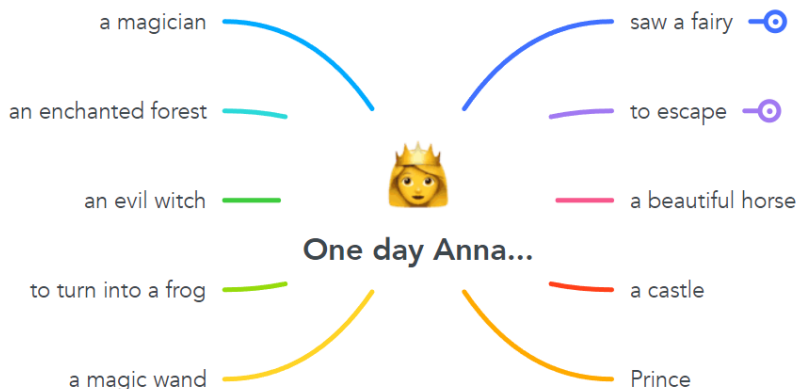 a magician
saw a fairy
an enchanted forest
to escape
an evil witch
a beautiful horse
One day Anna...
to turn into a frog
a castle
a magic wand
Prince